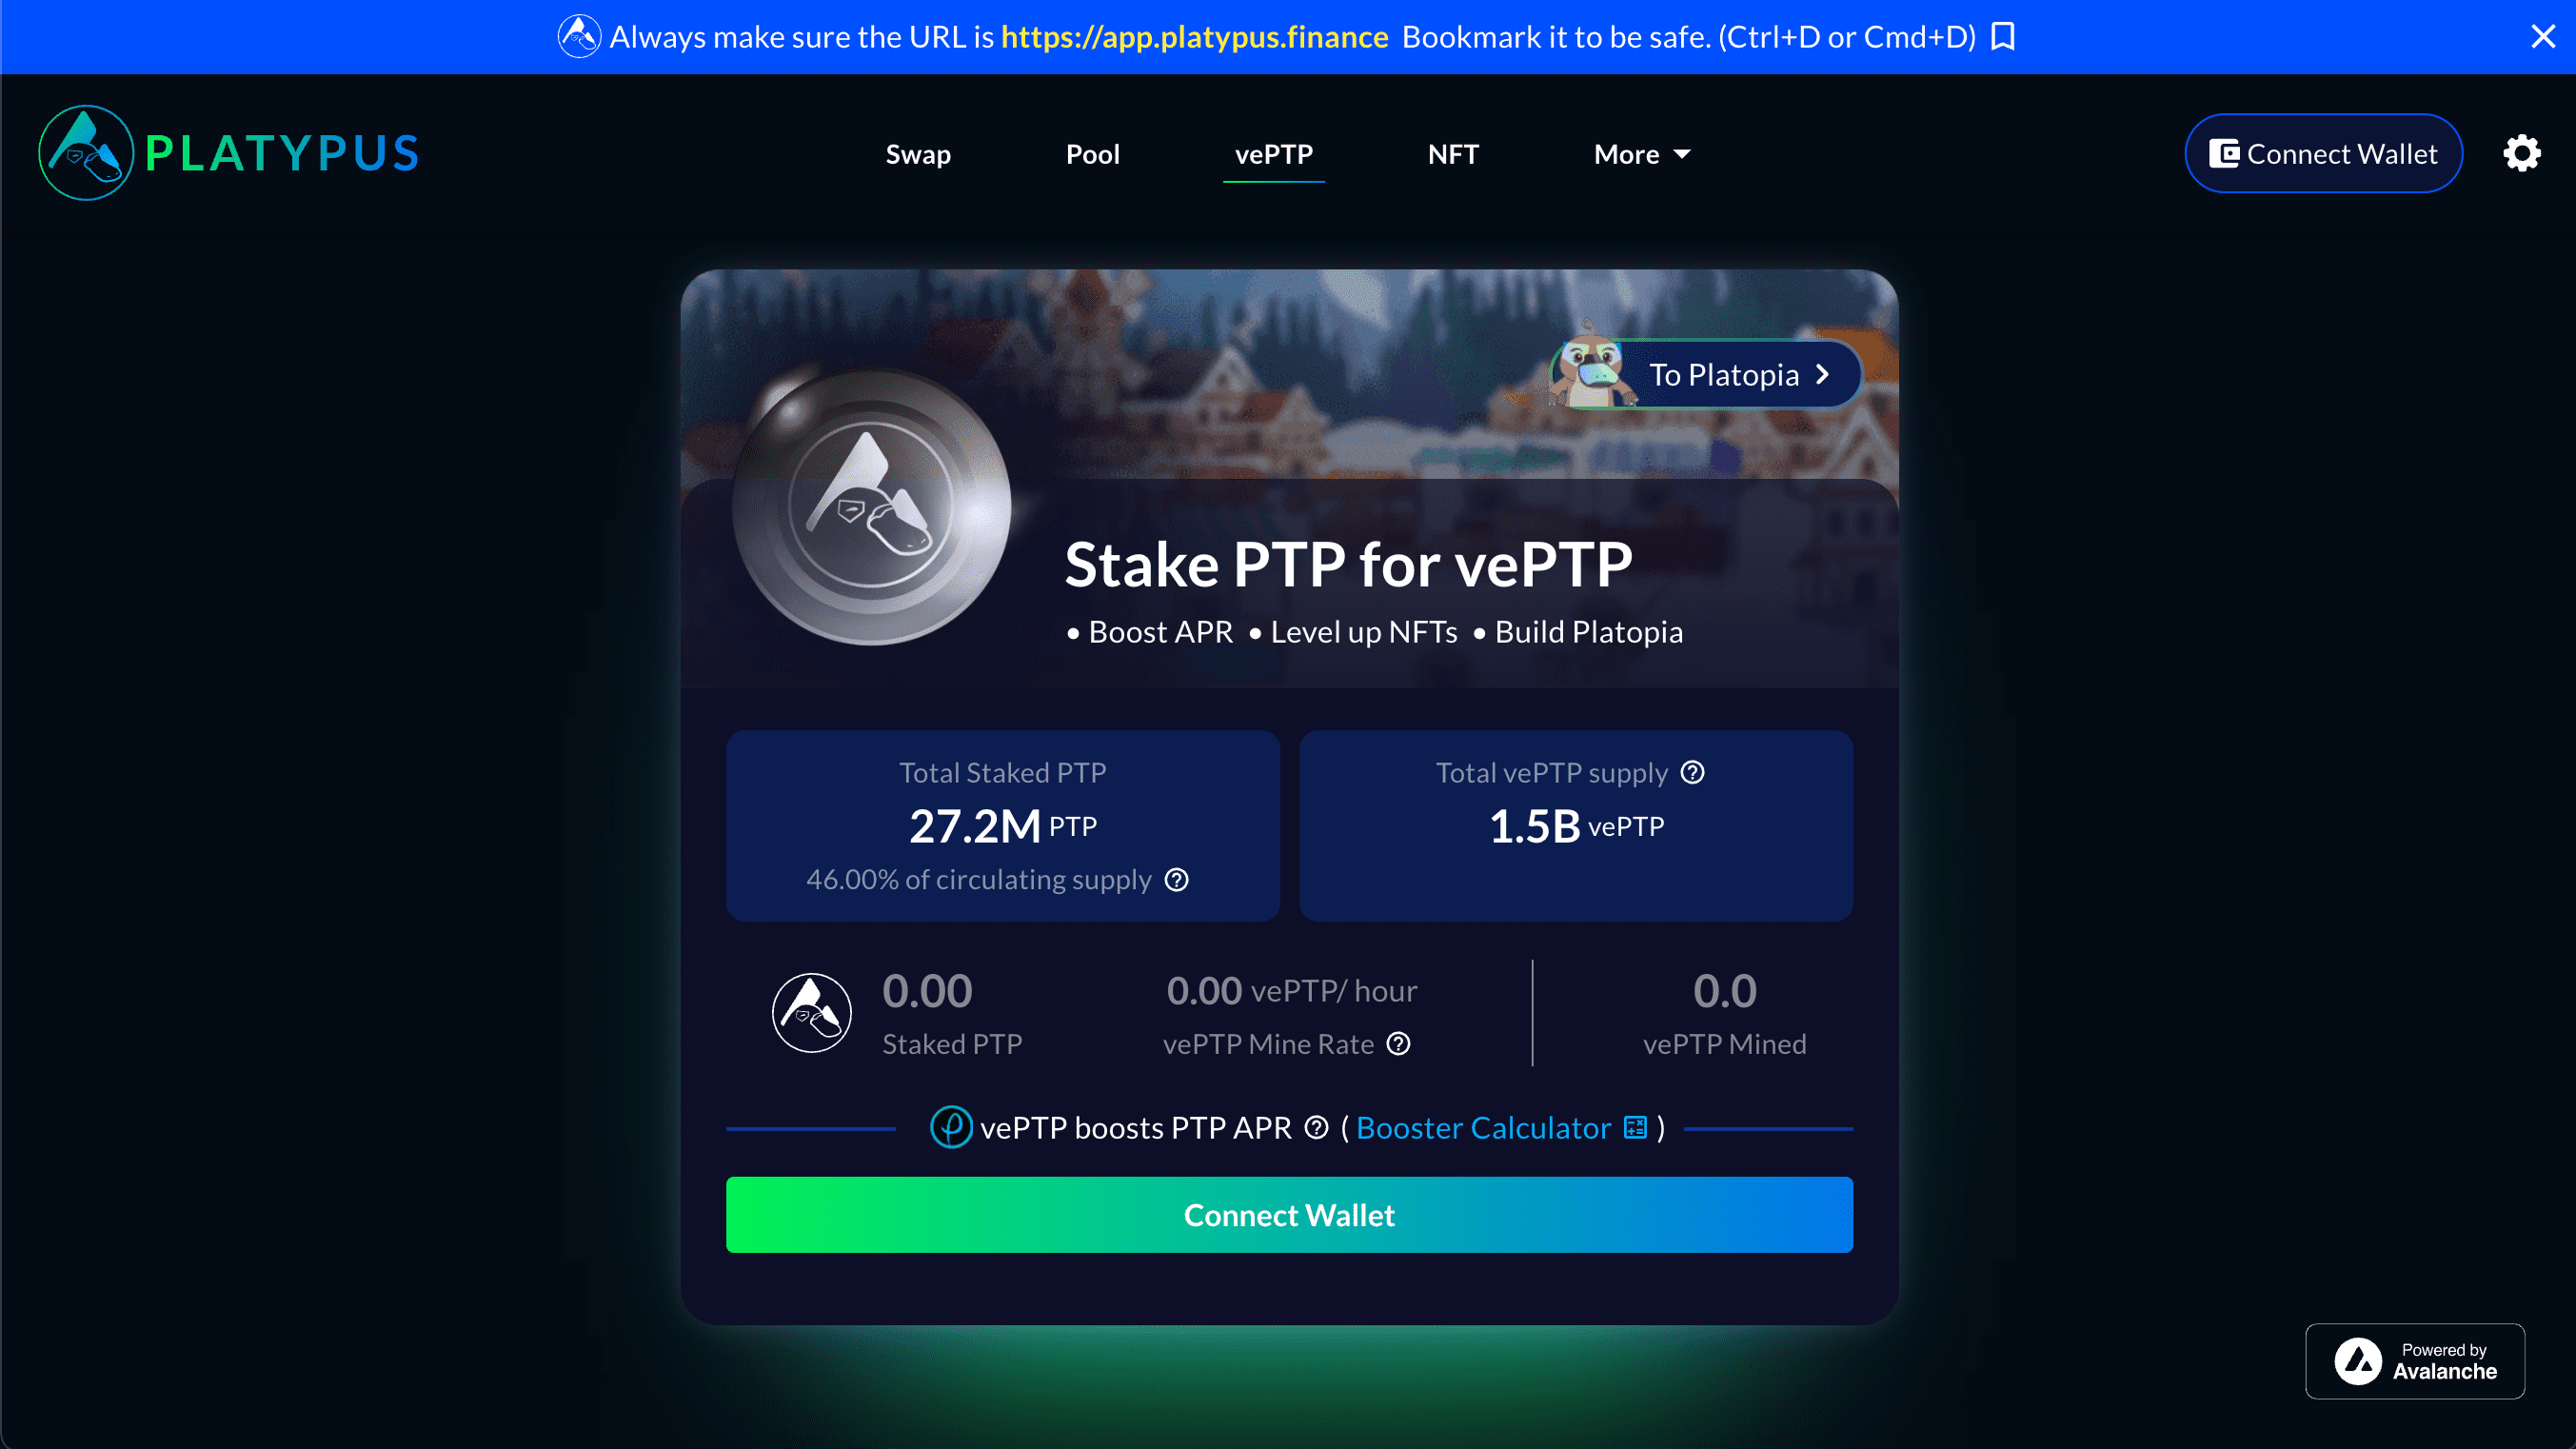 Always make sure the URL is https://app.platypus.finance Bookmark it to be safe. (Ctrl+D or Cmd+D)
PLATYPUS
Swap
Pool
vePTP
NFT
More
Connect Wallet
To Platopia
Stake PTP for vePTP
• Boost APR • Level up NFTs • Build Platopia
Total Staked PTP
27.2M PTP
46.00% of circulating supply
Total vePTP supply
1.5B vePTP
0.00
Staked PTP
0.00 vePTP/ hour
vePTP Mine Rate
0.0
vePTP Mined
vePTP boosts PTP APR ( Booster Calculator )
Connect Wallet
Powered by
Avalanche